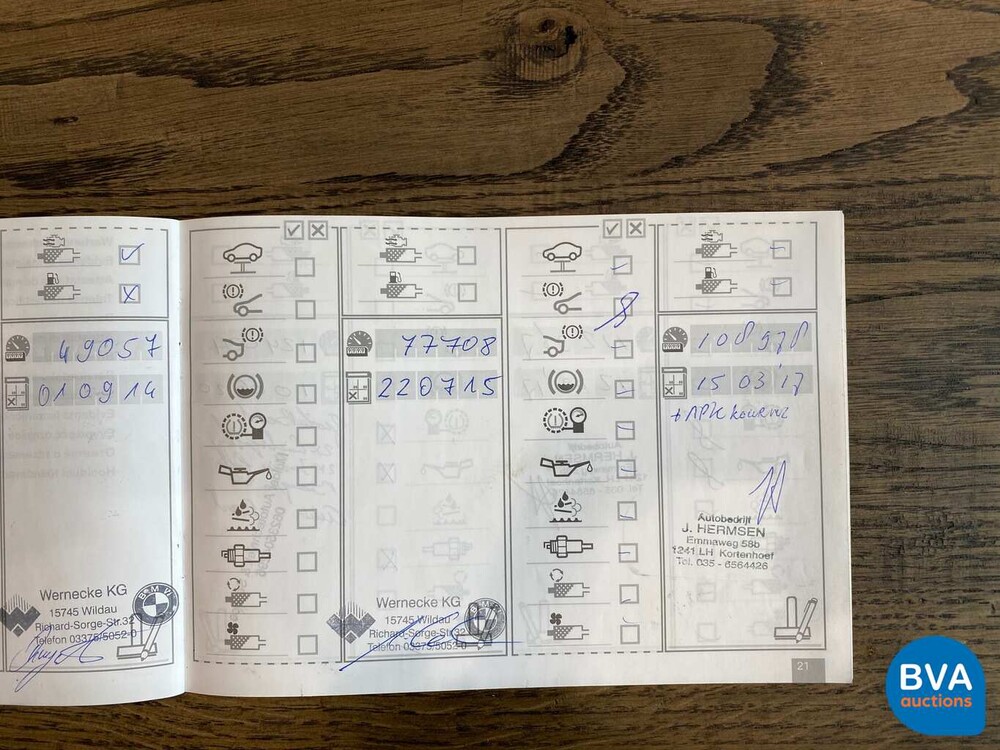 49057
010914
Wernecke KG
15745 Wildau
Richard-Sorge-Str.32
Telefon 03375/5052-0
BMW
77708
220715
Wernecke KG
15745 Wildau
Richard-Sorge-Str.32
Telefon 03375/5052-0
108978
15 03 '17
+ APK keuring
Autobedrijf
J. HERMSEN
Emmaweg 58b
1241 LH Kortenhoef
Tel. 035 - 6564426
21
BVA
auctions